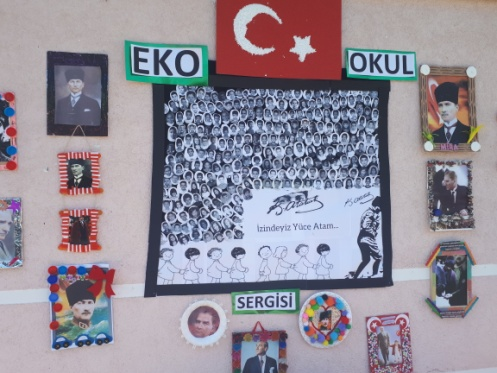 EKO
OKUL
İzindeyiz Yüce Atam...
SERGİSİ